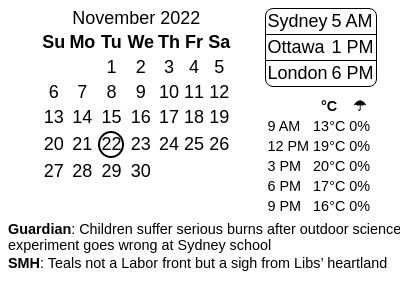 November 2022
Su Mo Tu We Th Fr Sa
1 2 3 4 5
6 7 8 9 10 11 12
13 14 15 16 17 18 19
20 21 22 23 24 25 26
27 28 29 30
Sydney 5 AM
Ottawa 1 PM
London 6 PM
°C ☂
9 AM 13°C 0%
12 PM 19°C 0%
3 PM 20°C 0%
6 PM 17°C 0%
9 PM 16°C 0%
Guardian: Children suffer serious burns after outdoor science
experiment goes wrong at Sydney school
SMH: Teals not a Labor front but a sigh from Libs’ heartland